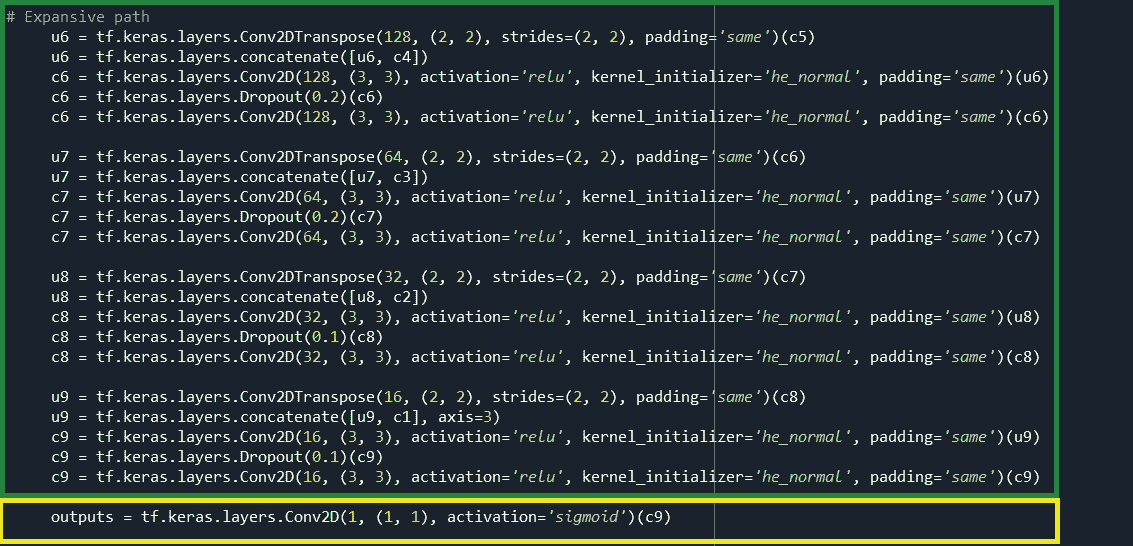 # Expansive path
u6 = tf.keras.layers.Conv2DTranspose(128, (2, 2), strides=(2, 2), padding='same')(c5)
u6 = tf.keras.layers.concatenate([u6, c4])
c6 = tf.keras.layers.Conv2D(128, (3, 3), activation='relu', kernel_initializer='he_normal', padding='same')(u6)
c6 = tf.keras.layers.Dropout(0.2)(c6)
c6 = tf.keras.layers.Conv2D(128, (3, 3), activation='relu', kernel_initializer='he_normal', padding='same')(c6)
u7 = tf.keras.layers.Conv2DTranspose(64, (2, 2), strides=(2, 2), padding='same')(c6)
u7 = tf.keras.layers.concatenate([u7, c3])
c7 = tf.keras.layers.Conv2D(64, (3, 3), activation='relu', kernel_initializer='he_normal', padding='same')(u7)
c7 = tf.keras.layers.Dropout(0.2)(c7)
c7 = tf.keras.layers.Conv2D(64, (3, 3), activation='relu', kernel_initializer='he_normal', padding='same')(c7)
u8 = tf.keras.layers.Conv2DTranspose(32, (2, 2), strides=(2, 2), padding='same')(c7)
u8 = tf.keras.layers.concatenate([u8, c2])
c8 = tf.keras.layers.Conv2D(32, (3, 3), activation='relu', kernel_initializer='he_normal', padding='same')(u8)
c8 = tf.keras.layers.Dropout(0.1)(c8)
c8 = tf.keras.layers.Conv2D(32, (3, 3), activation='relu', kernel_initializer='he_normal', padding='same')(c8)
u9 = tf.keras.layers.Conv2DTranspose(16, (2, 2), strides=(2, 2), padding='same')(c8)
u9 = tf.keras.layers.concatenate([u9, c1], axis=3)
c9 = tf.keras.layers.Conv2D(16, (3, 3), activation='relu', kernel_initializer='he_normal', padding='same')(u9)
c9 = tf.keras.layers.Dropout(0.1)(c9)
c9 = tf.keras.layers.Conv2D(16, (3, 3), activation='relu', kernel_initializer='he_normal', padding='same')(c9)
outputs = tf.keras.layers.Conv2D(1, (1, 1), activation='sigmoid')(c9)